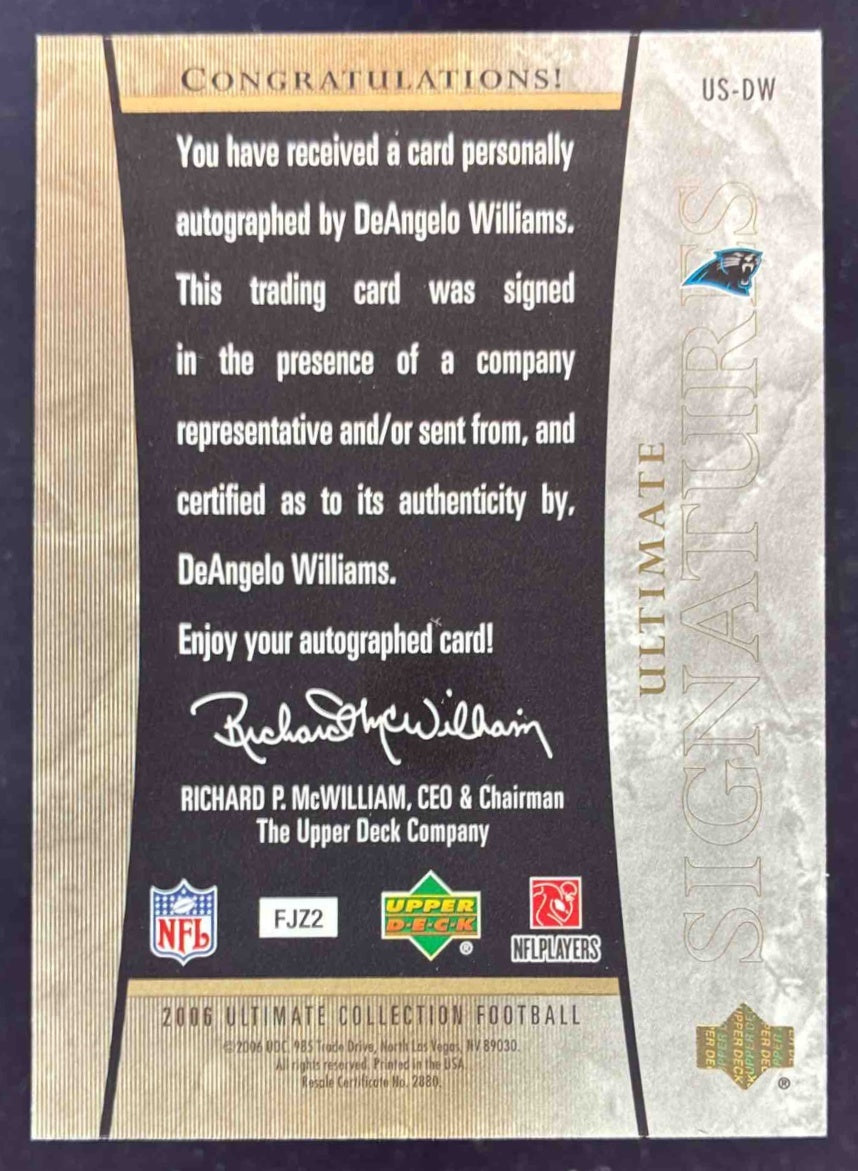 CONGRATULATIONS!
US-DW
You have received a card personally
autographed by DeAngelo Williams.
This trading card was signed
in the presence of a company
representative and/or sent from, and
certified as to its authenticity by,
DeAngelo Williams.
Enjoy your autographed card!
Richard McWilliam
RICHARD P. McWILLIAM, CEO & Chairman
The Upper Deck Company
NFL
FJZ2
UPPER
D·E·C·K
®
NFLPLAYERS
2006 ULTIMATE COLLECTION FOOTBALL
©2006 UDC. 985 Trade Drive, North Las Vegas, NV 89030.
All rights reserved. Printed in the USA.
Resale Certificate No. 2880.
ULTIMATE
SIGNATURES
UPPER DECK
®